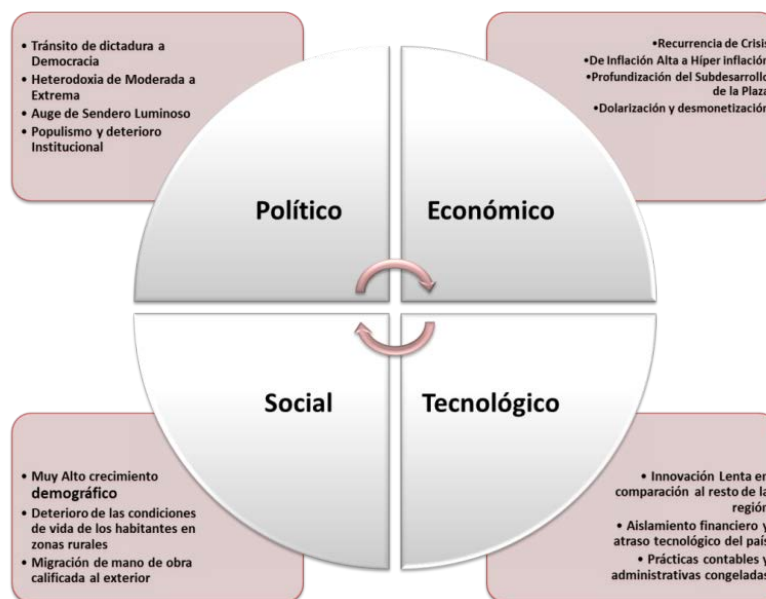 • Tránsito de dictadura a
Democracia
• Heterodoxia de Moderada a
Extrema
• Auge de Sendero Luminoso
• Populismo y deterioro
Institucional
•Recurrencia de Crisis
•De Inflación Alta a Híper inflación
•Profundización del Subdesarrollo
de la Plaza
•Dolarización y desmonetización
Político
Económico
Social
Tecnológico
• Muy Alto crecimiento
demográfico
• Deterioro de las condiciones
de vida de los habitantes en
zonas rurales
• Migración de mano de obra
calificada al exterior
• Innovación Lenta en
comparación al resto de la
región
• Aislamiento financiero y
atraso tecnológico del país
• Prácticas contables y
administrativas congeladas